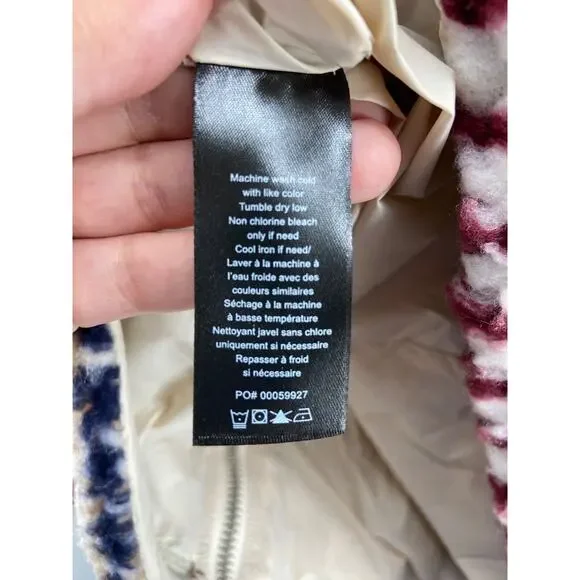 Machine wash cold
with like color
Tumble dry low
Non chlorine bleach
only if need
Cool iron if need/
Laver à la machine à
l'eau froide avec des
couleurs similaires
Séchage à la machine
à basse température
Nettoyant javel sans chlore
uniquement si nécessaire
Repasser à froid
si nécessaire
PO# 00059927